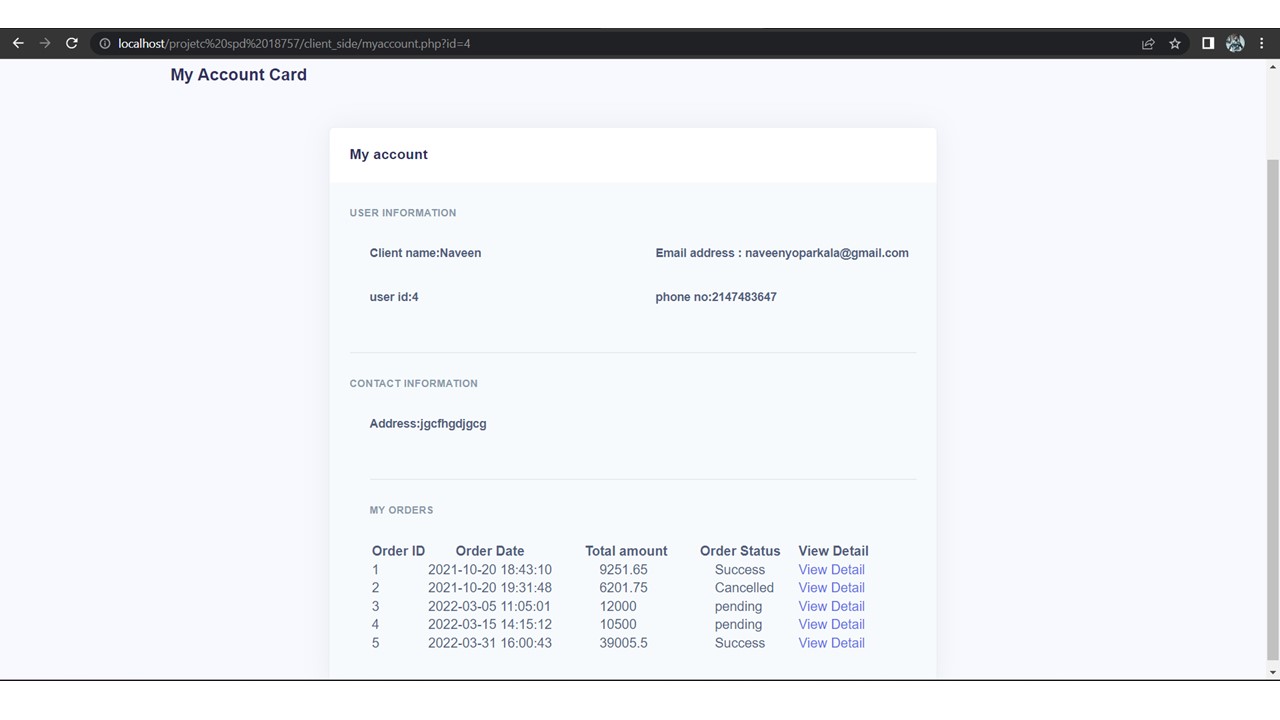 localhost/projetc%20spd%2018757/client_side/myaccount.php?id=4
My Account Card
My account
USER INFORMATION
Client name:Naveen Email address : naveenyoparkala@gmail.com
user id:4 phone no:2147483647
CONTACT INFORMATION
Address:jgcfhgdjgcg
MY ORDERS
Order ID Order Date Total amount Order Status View Detail
1 2021-10-20 18:43:10 9251.65 Success View Detail
2 2021-10-20 19:31:48 6201.75 Cancelled View Detail
3 2022-03-05 11:05:01 12000 pending View Detail
4 2022-03-15 14:15:12 10500 pending View Detail
5 2022-03-31 16:00:43 39005.5 Success View Detail